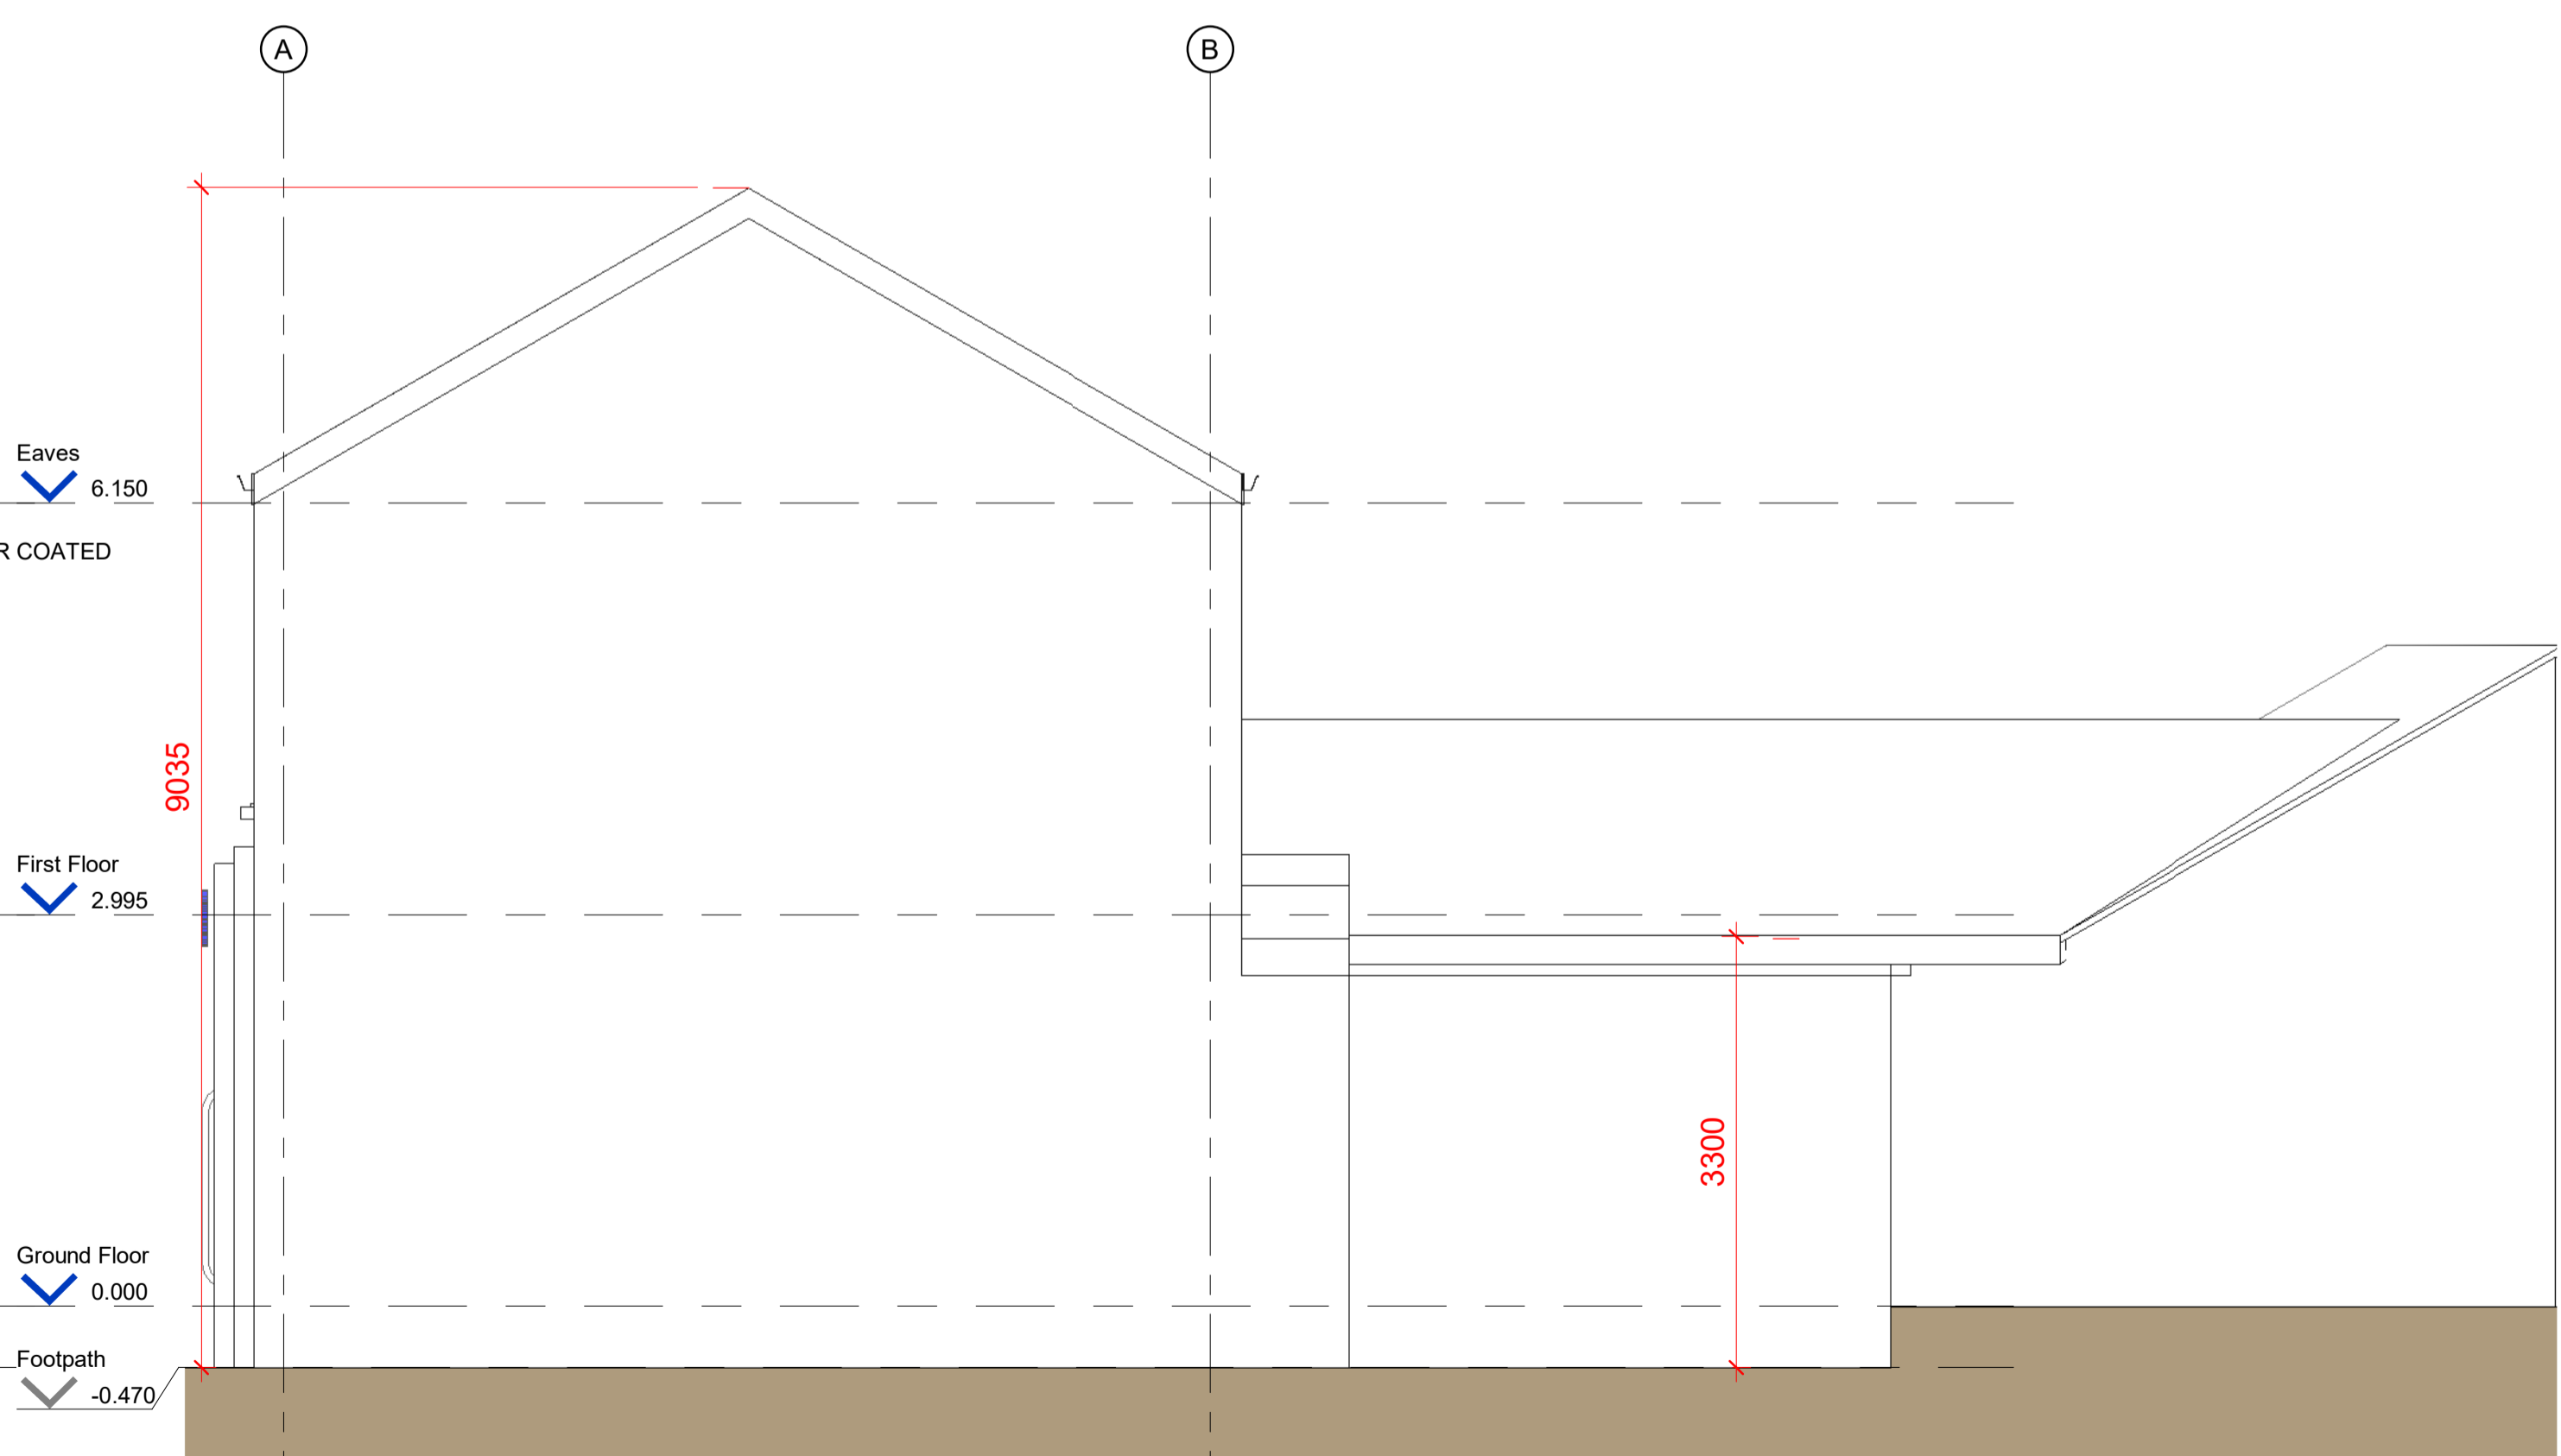 A
B
Eaves
6.150
R COATED
9035
First Floor
2.995
3300
Ground Floor
0.000
Footpath
-0.470